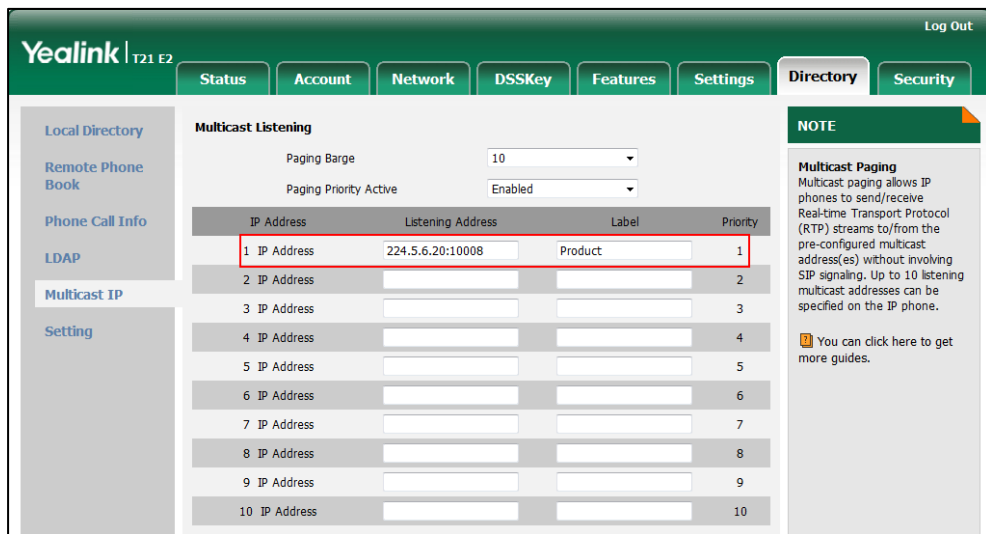 Log Out
Yealink | T21 E2
Status Account Network DSSKey Features Settings Directory Security
Local Directory
Remote Phone
Book
Phone Call Info
LDAP
Multicast IP
Setting
Multicast Listening
Paging Barge 10
Paging Priority Active Enabled
IP Address Listening Address Label Priority
1 IP Address 224.5.6.20:10008 Product 1
2 IP Address 2
3 IP Address 3
4 IP Address 4
5 IP Address 5
6 IP Address 6
7 IP Address 7
8 IP Address 8
9 IP Address 9
10 IP Address 10
NOTE
Multicast Paging
Multicast paging allows IP
phones to send/receive
Real-time Transport Protocol
(RTP) streams to/from the
pre-configured multicast
address(es) without involving
SIP signaling. Up to 10 listening
multicast addresses can be
specified on the IP phone.
? You can click here to get
more guides.